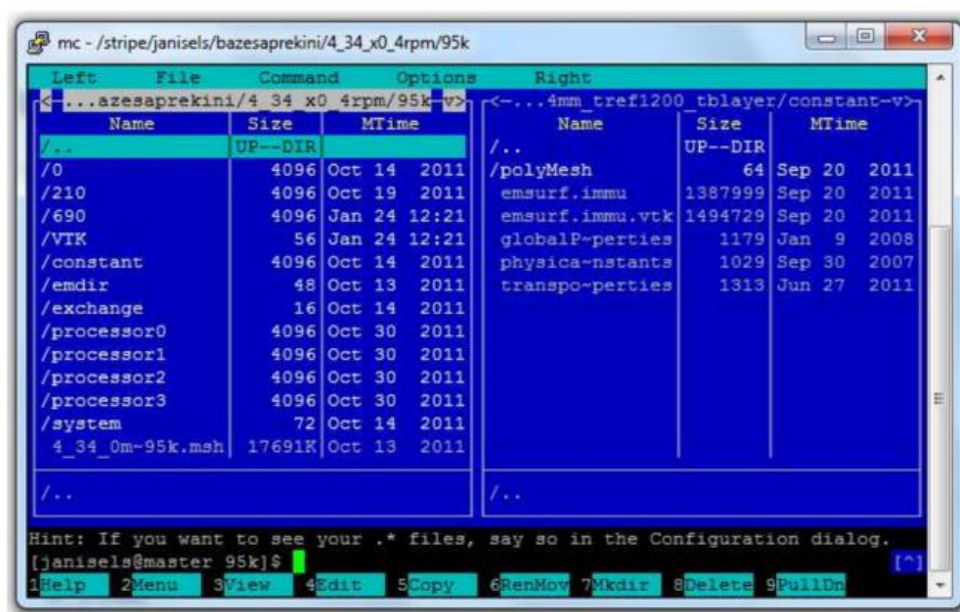 mc - /stripe/janisels/bazesaprekini/4_34_x0_4rpm/95k
Left File Command Options Right
<-...azesaprekini/4_34_x0_4rpm/95k-v>
Name Size MTime
/.. UP--DIR
/0 4096 Oct 14 2011
/210 4096 Oct 19 2011
/690 4096 Jan 24 12:21
/VTK 56 Jan 24 12:21
/constant 4096 Oct 14 2011
/emdir 48 Oct 13 2011
/exchange 16 Oct 14 2011
/processor0 4096 Oct 30 2011
/processor1 4096 Oct 30 2011
/processor2 4096 Oct 30 2011
/processor3 4096 Oct 30 2011
/system 72 Oct 14 2011
4_34_0m~95k.msh 17691K Oct 13 2011
/..
<-...4mm_tref1200_tblayer/constant-v>
Name Size MTime
/.. UP--DIR
/polyMesh 64 Sep 20 2011
emsurf.immu 1387999 Sep 20 2011
emsurf.immu.vtk 1494729 Sep 20 2011
globalP~perties 1179 Jan 9 2008
physica~nstants 1029 Sep 30 2007
transpo~perties 1313 Jun 27 2011
/..
Hint: If you want to see your .* files, say so in the Configuration dialog.
[janisels@master 95k]$ [^]
1Help 2Menu 3View 4Edit 5Copy 6RenMov 7Mkdir 8Delete 9PullDn